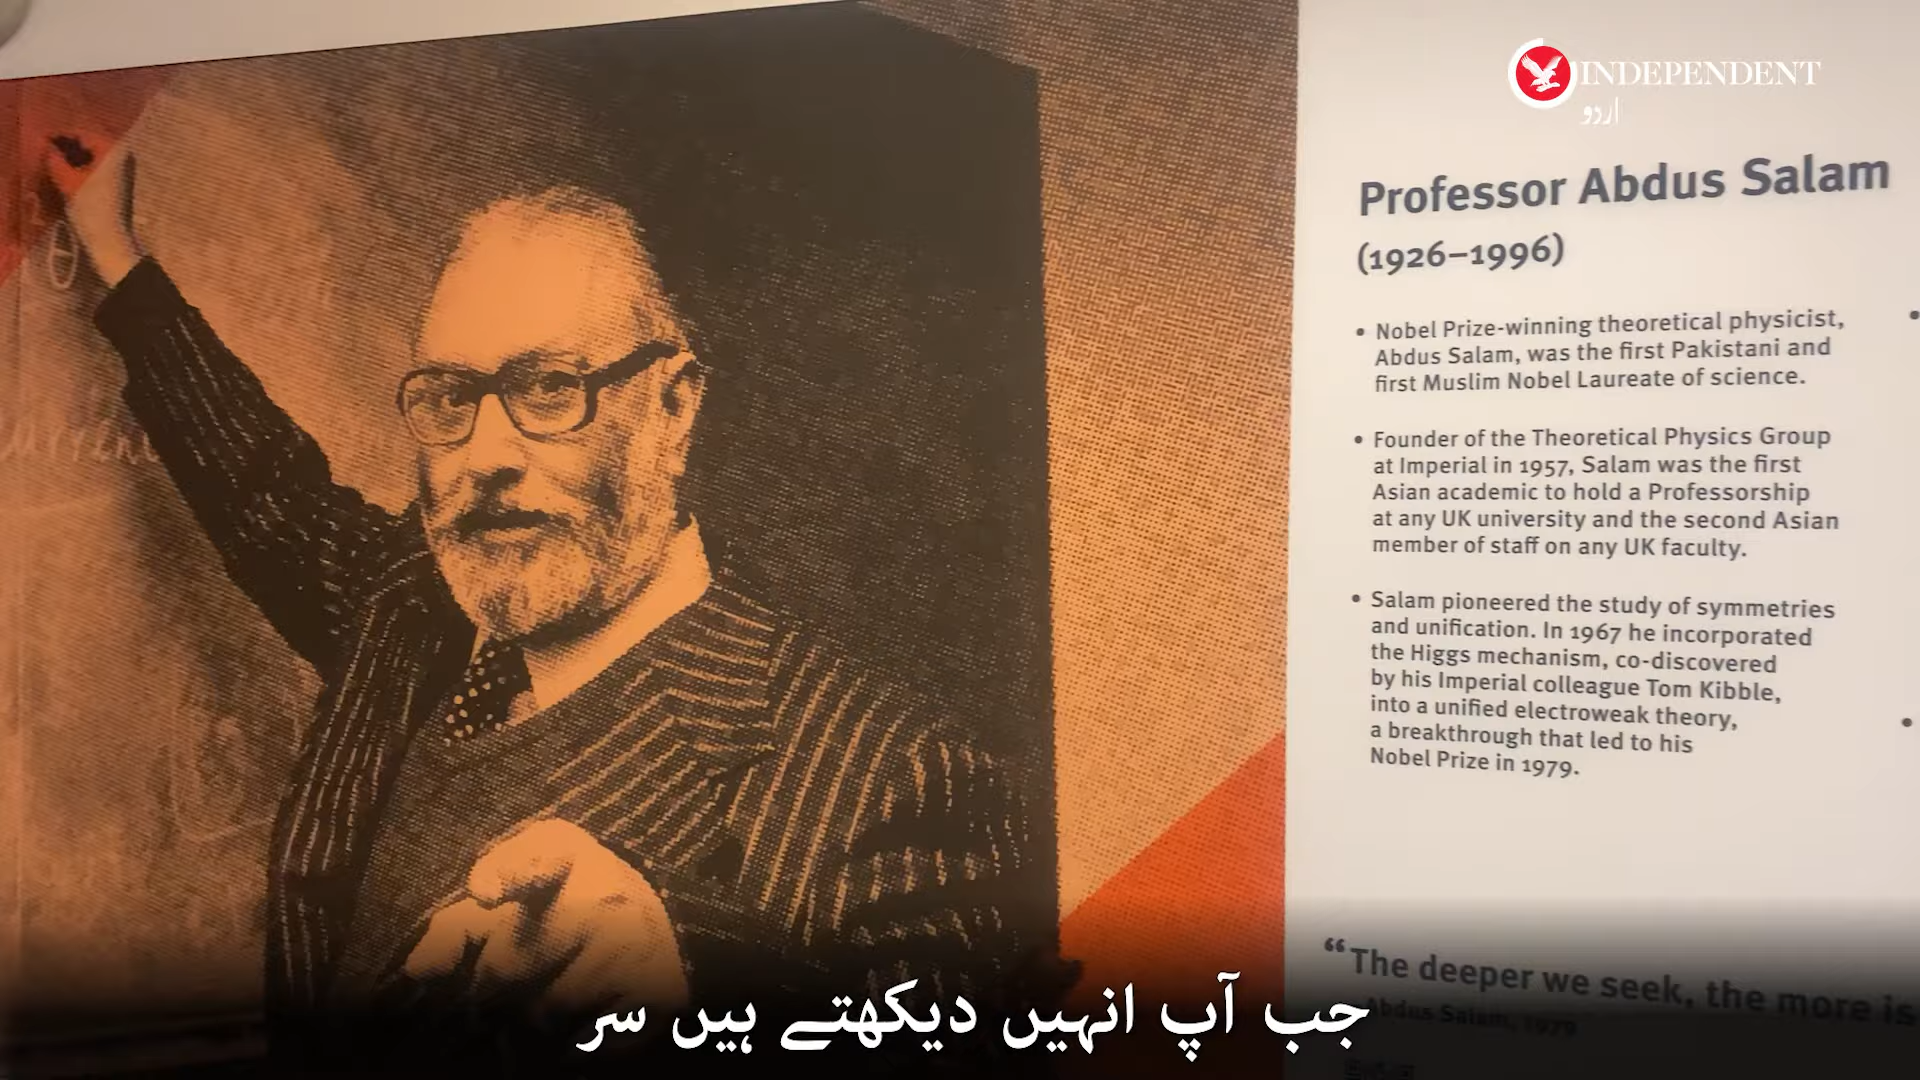 INDEPENDENT
اردو
Professor Abdus Salam
(1926–1996)
• Nobel Prize-winning theoretical physicist,
Abdus Salam, was the first Pakistani and
first Muslim Nobel Laureate of science.
• Founder of the Theoretical Physics Group
at Imperial in 1957, Salam was the first
Asian academic to hold a Professorship
at any UK university and the second Asian
member of staff on any UK faculty.
• Salam pioneered the study of symmetries
and unification. In 1967 he incorporated
the Higgs mechanism, co-discovered
by his Imperial colleague Tom Kibble,
into a unified electroweak theory,
a breakthrough that led to his
Nobel Prize in 1979.
“The deeper we seek, the more is
Abdus Salam, 1979
جب آپ انہیں دیکھتے ہیں سر